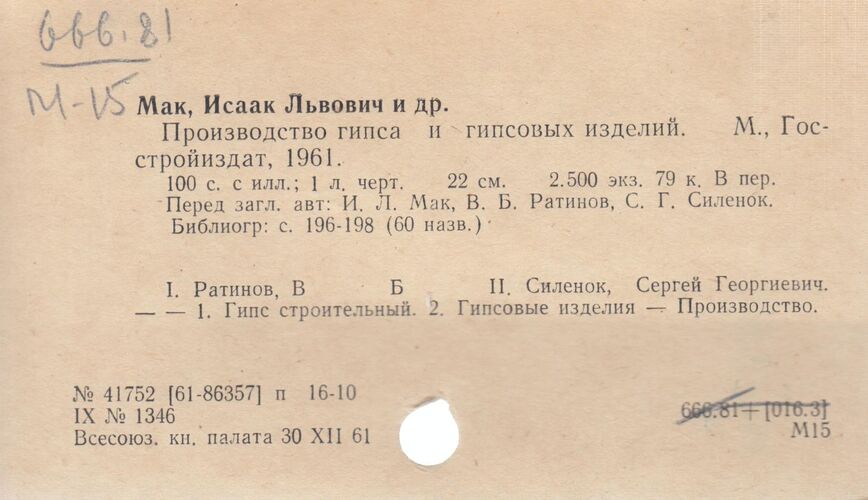 666.81
М-15
Мак, Исаак Львович и др.
Производство гипса и гипсовых изделий. М., Гос-
стройиздат, 1961.
100 с. с илл.; 1 л. черт. 22 см. 2.500 экз. 79 к. В пер.
Перед загл. авт: И. Л. Мак, В. Б. Ратинов, С. Г. Силенок.
Библиогр: с. 196-198 (60 назв.)
I. Ратинов, В Б II. Силенок, Сергей Георгиевич.
— — 1. Гипс строительный. 2. Гипсовые изделия — Производство.
№ 41752 [61-86357] п 16-10
IX № 1346
Всесоюз. кн. палата 30 XII 61
666.81+[016.3]
М15